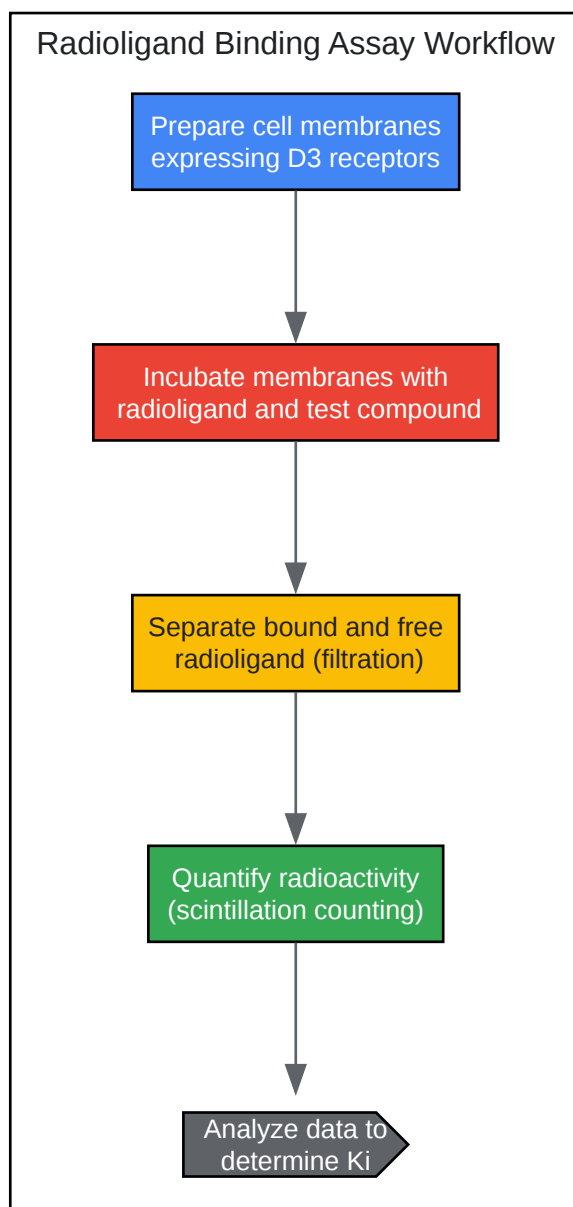 Radioligand Binding Assay Workflow
Prepare cell membranes
expressing D3 receptors
Incubate membranes with
radioligand and test compound
Separate bound and free
radioligand (filtration)
Quantify radioactivity
(scintillation counting)
Analyze data to
determine Ki